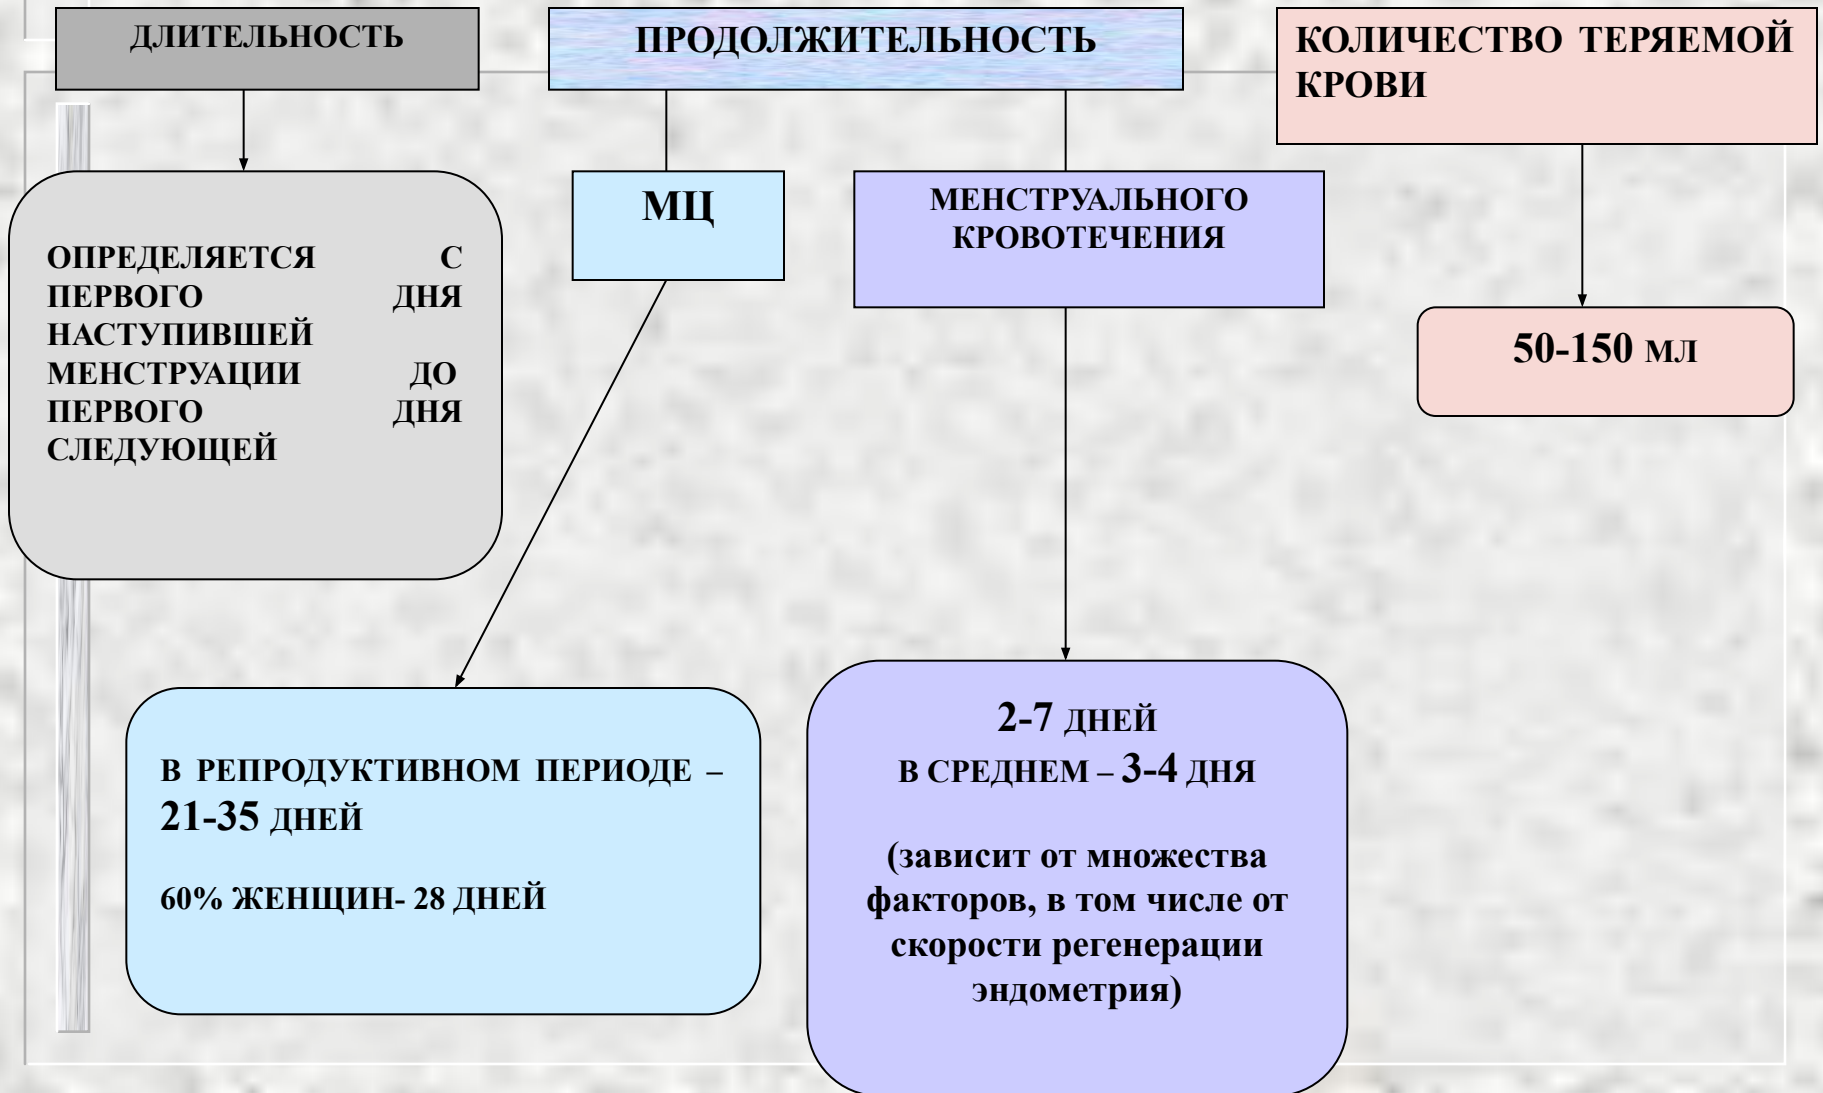 ДЛИТЕЛЬНОСТЬ
ОПРЕДЕЛЯЕТСЯ С
ПЕРВОГО ДНЯ
НАСТУПИВШЕЙ
МЕНСТРУАЦИИ ДО
ПЕРВОГО ДНЯ
СЛЕДУЮЩЕЙ
ПРОДОЛЖИТЕЛЬНОСТЬ
МЦ
В РЕПРОДУКТИВНОМ ПЕРИОДЕ –
21-35 ДНЕЙ
60% ЖЕНЩИН- 28 ДНЕЙ
МЕНСТРУАЛЬНОГО
КРОВОТЕЧЕНИЯ
2-7 ДНЕЙ
В СРЕДНЕМ – 3-4 ДНЯ
(зависит от множества
факторов, в том числе от
скорости регенерации
эндометрия)
КОЛИЧЕСТВО ТЕРЯЕМОЙ
КРОВИ
50-150 МЛ